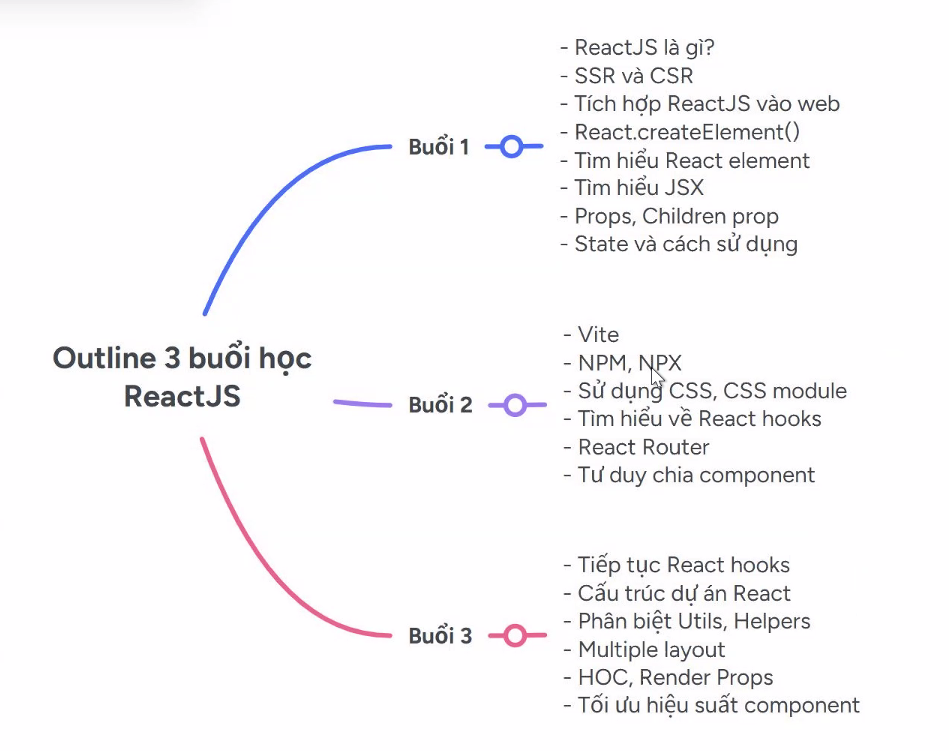 Outline 3 buổi học
ReactJS
Buổi 1
- ReactJS là gì?
- SSR và CSR
- Tích hợp ReactJS vào web
- React.createElement()
- Tìm hiểu React element
- Tìm hiểu JSX
- Props, Children prop
- State và cách sử dụng
Buổi 2
- Vite
- NPM, NPX
- Sử dụng CSS, CSS module
- Tìm hiểu về React hooks
- React Router
- Tư duy chia component
Buổi 3
- Tiếp tục React hooks
- Cấu trúc dự án React
- Phân biệt Utils, Helpers
- Multiple layout
- HOC, Render Props
- Tối ưu hiệu suất component